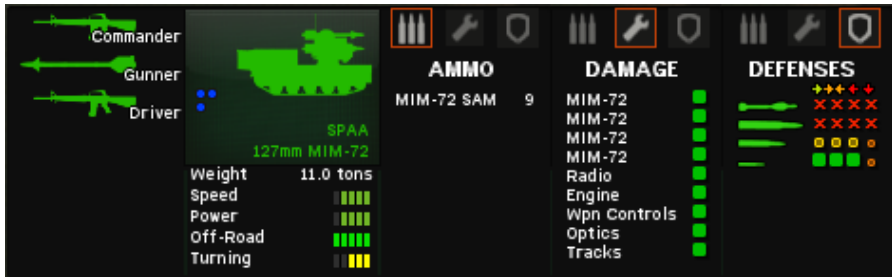 Commander
Gunner
Driver
SPAA
127mm MIM-72
Weight 11.0 tons
Speed
Power
Off-Road
Turning
AMMO
MIM-72 SAM 9
DAMAGE
MIM-72
MIM-72
MIM-72
MIM-72
Radio
Engine
Wpn Controls
Optics
Tracks
DEFENSES